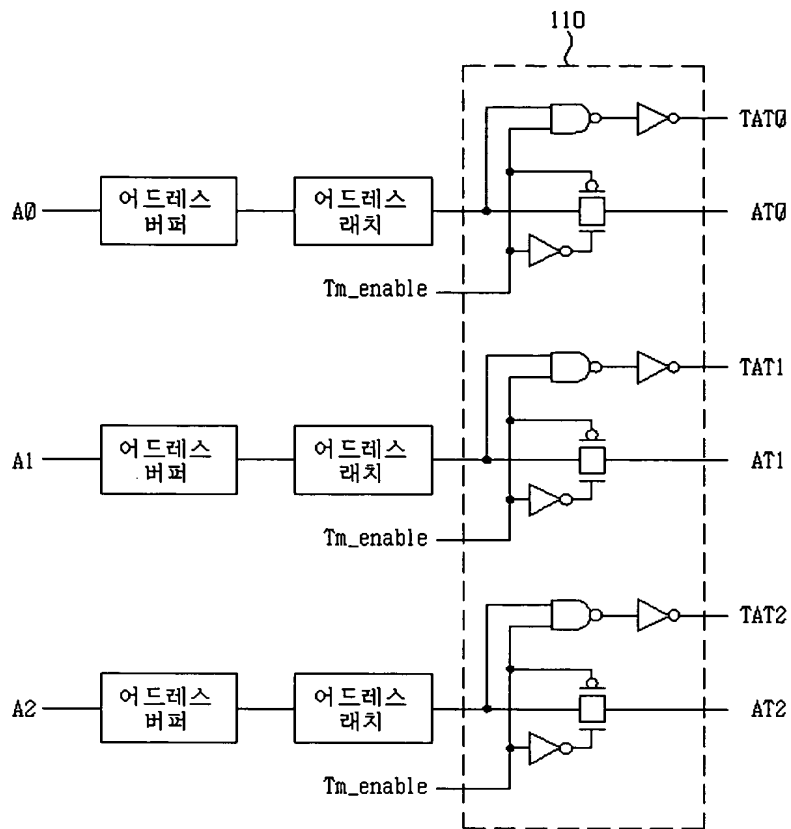 110
TAT0
A0
어드레스
버퍼
어드레스
래치
AT0
Tm_enable
TAT1
A1
어드레스
버퍼
어드레스
래치
AT1
Tm_enable
TAT2
A2
어드레스
버퍼
어드레스
래치
AT2
Tm_enable